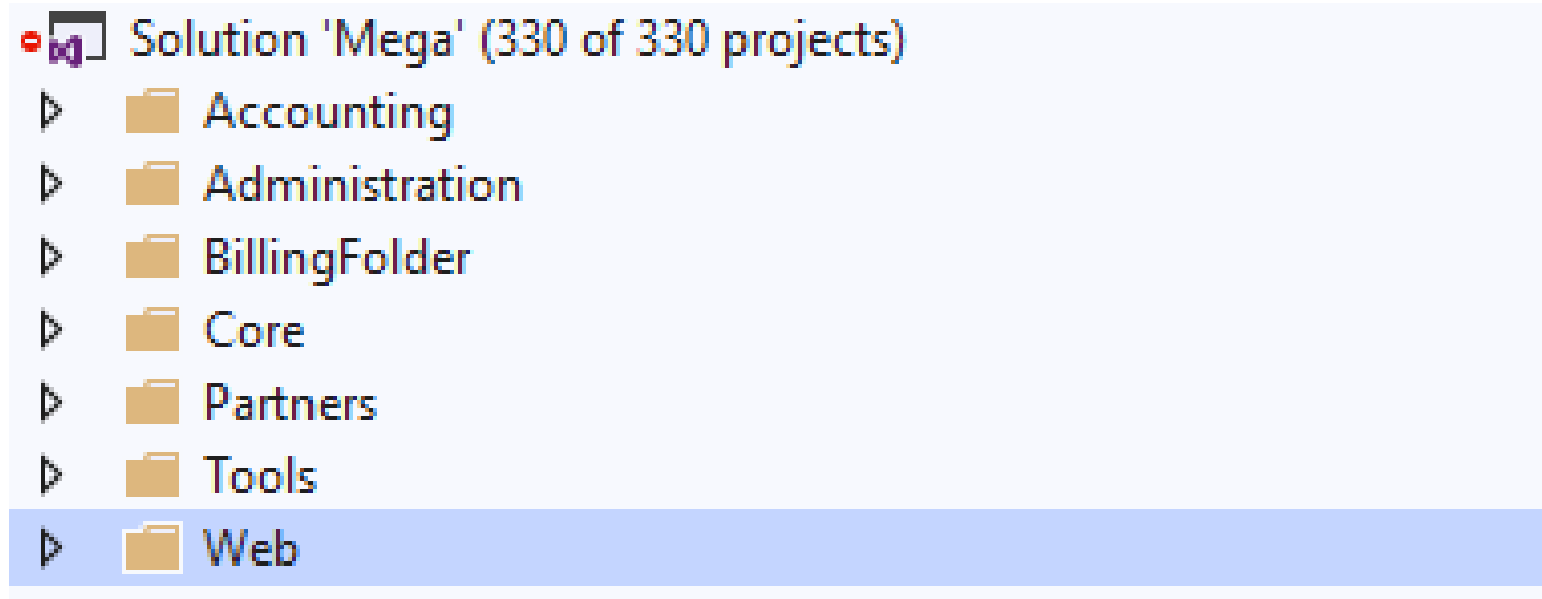 Solution 'Mega' (330 of 330 projects)
Accounting
Administration
BillingFolder
Core
Partners
Tools
Web